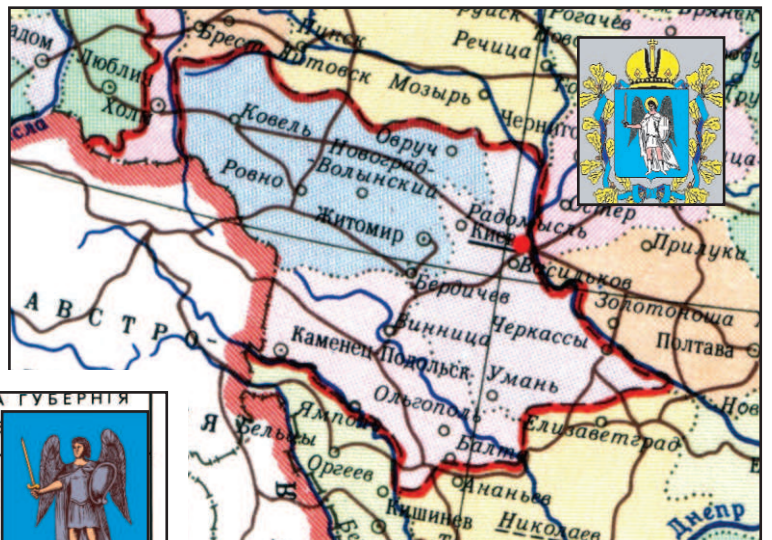 Пинск
Рогачёв
Брест
Речица
Люблин
Мозырь
Холм
Ковель
Овруч
Новоград-
Волынский
Ровно
Радомысль
Остер
Житомир
Киев
Прилуки
Васильков
Бердичев
Золотоноша
АВСТРО-
Винница
Черкассы
Каменец-Подольск
Полтава
Умань
ГУБЕРНІЯ
Ольгополь
Ямполь
Елизаветград
Бельцы
Балта
Оргеев
Ананьев
Кишинев
Николаев
Днепр